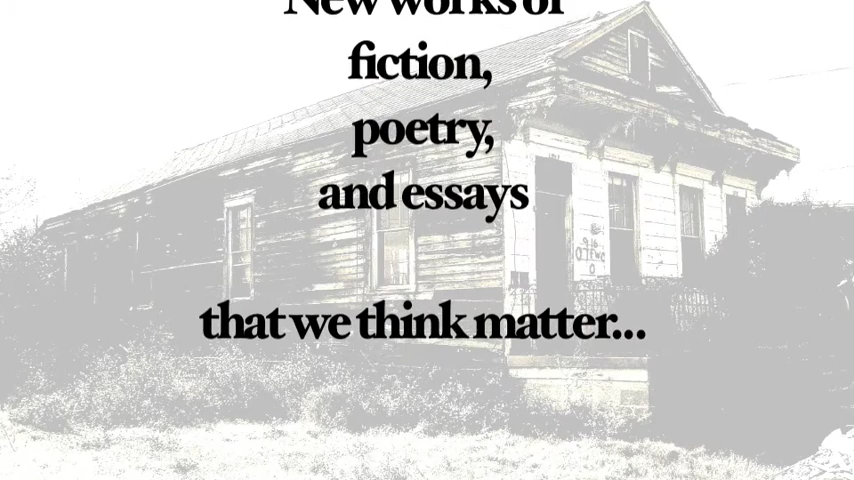 New works of
fiction,
poetry,
and essays
that we think matter...